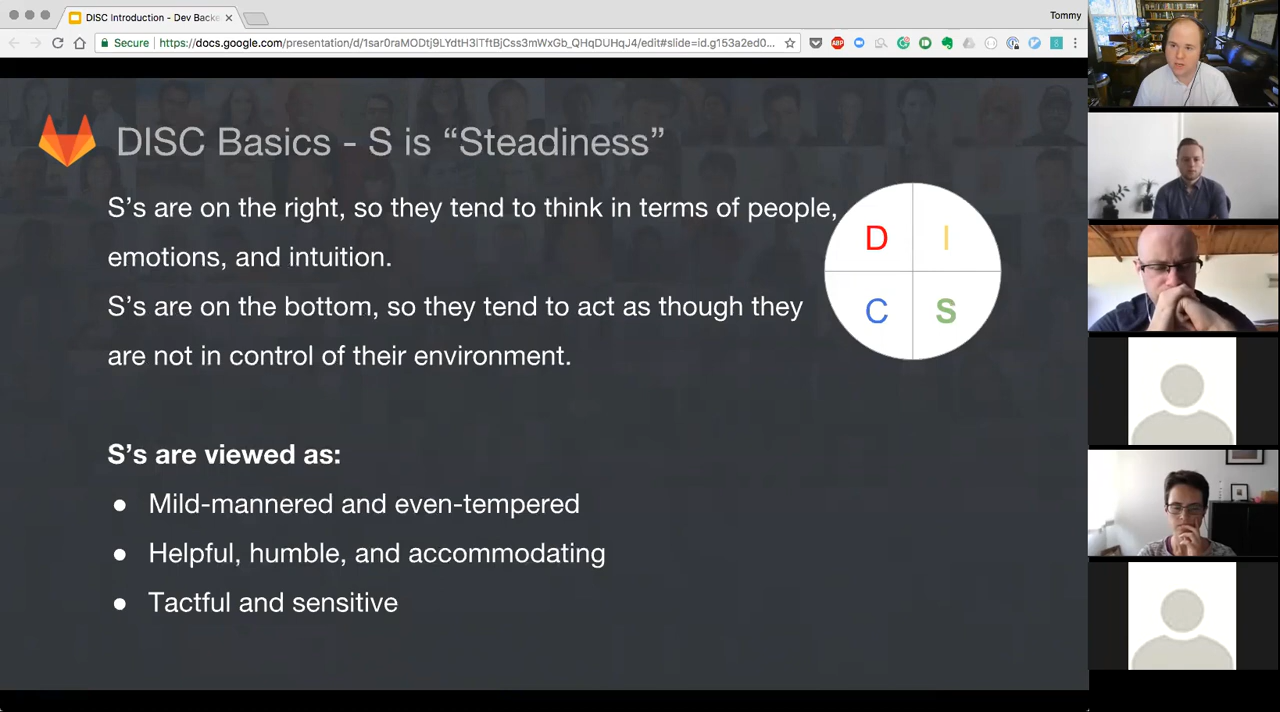 DISC Introduction - Dev Backe
Tommy
Secure
https://docs.google.com/presentation/d/1sar0raM2Dtj9LYdtH3iTftBjCss3mWxGb_QHqDUHqJ4/edit#slide=id.g153a2ed0...
ABP
DISC Basics - S is “Steadiness”
S’s are on the right, so they tend to think in terms of people,
emotions, and intuition.
S’s are on the bottom, so they tend to act as though they
are not in control of their environment.
D I
C S
S’s are viewed as:
● Mild-mannered and even-tempered
● Helpful, humble, and accommodating
● Tactful and sensitive